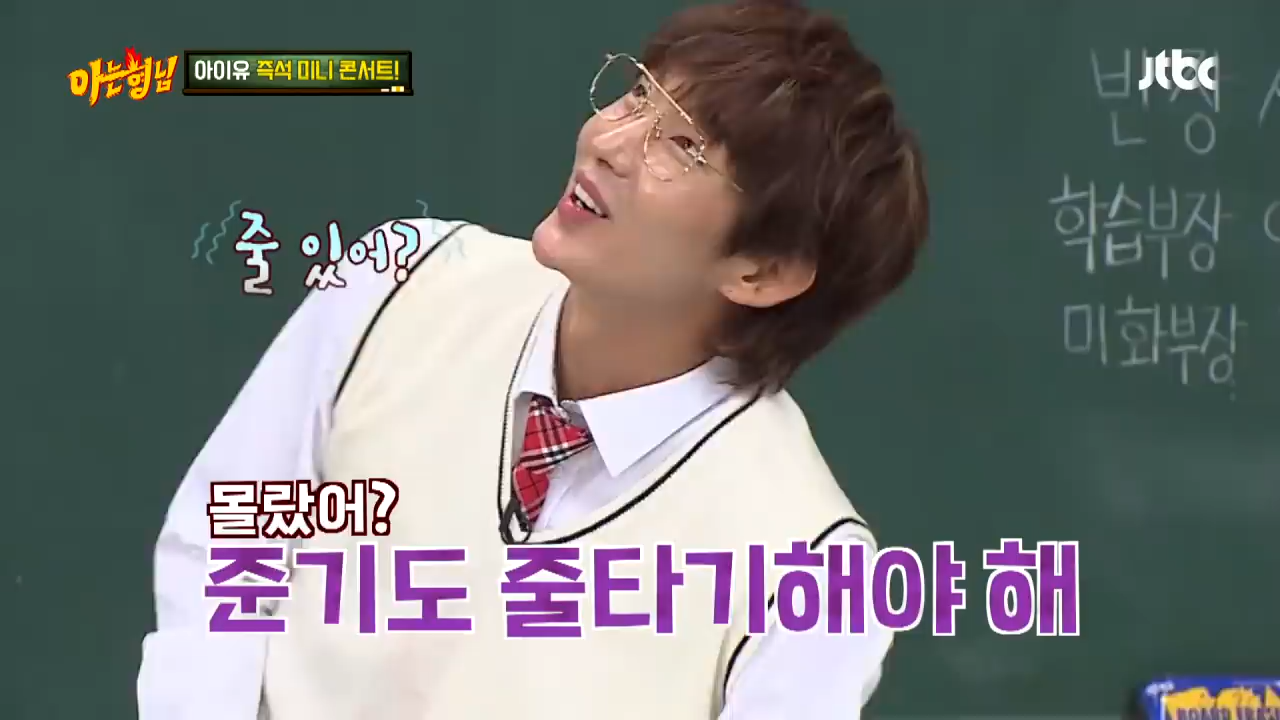 아는형님
아이유 즉석 미니 콘서트!
jtbc
반장
학습부장
미화부장
줄 있어?
몰랐어?
준기도 줄타기해야 해